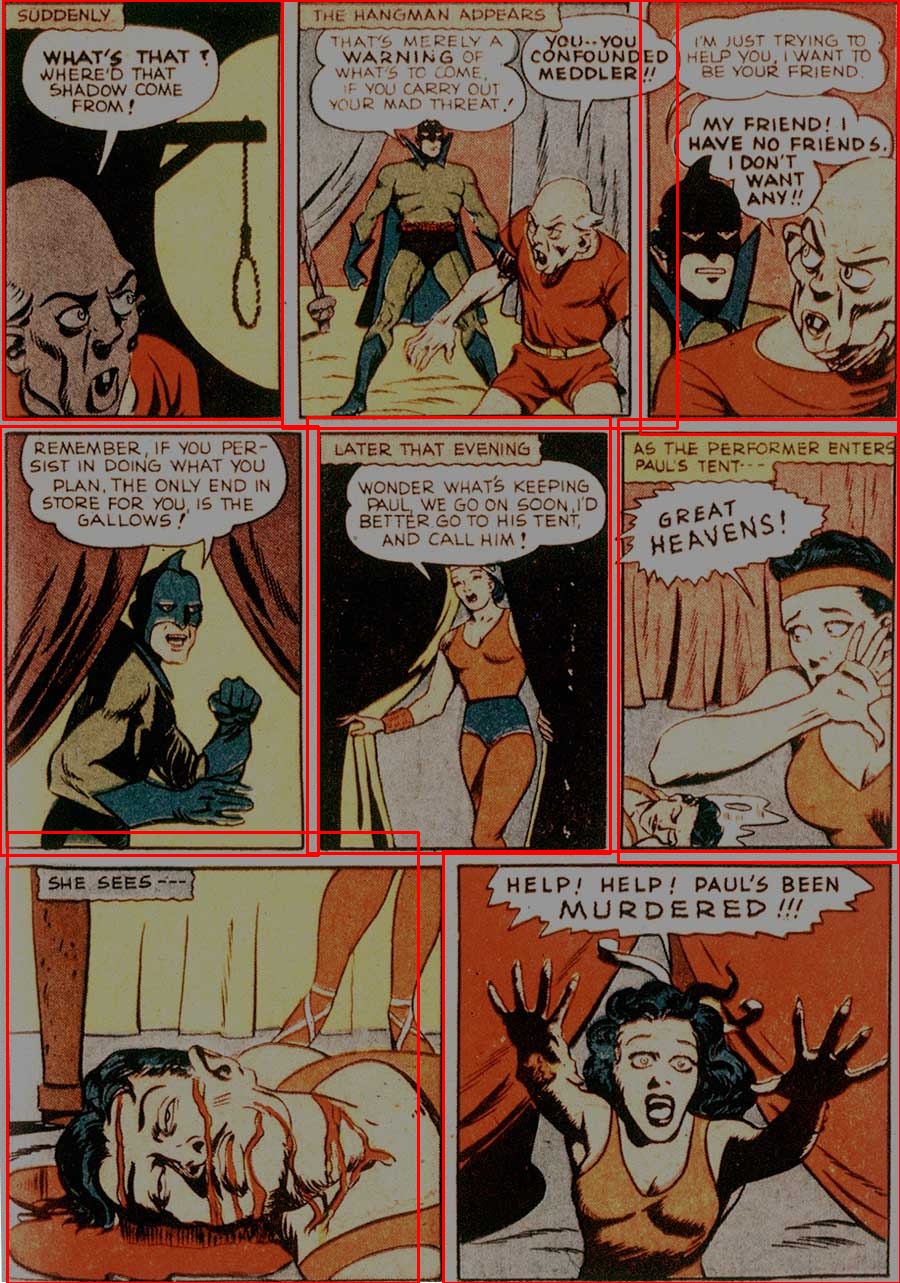 SUDDENLY
WHAT'S THAT?
WHERE'D THAT
SHADOW COME
FROM!
THE HANGMAN APPEARS
THAT'S MERELY A
WARNING OF
WHAT'S TO COME,
IF YOU CARRY OUT
YOUR MAD THREAT!
YOU--YOU
CONFOUNDED
MEDDLER!!
I'M JUST TRYING TO
HELP YOU, I WANT TO
BE YOUR FRIEND.
MY FRIEND! I
HAVE NO FRIENDS.
I DON'T
WANT
ANY!!
REMEMBER, IF YOU PER-
SIST IN DOING WHAT YOU
PLAN, THE ONLY END IN
STORE FOR YOU, IS THE
GALLOWS!
LATER THAT EVENING
WONDER WHAT'S KEEPING
PAUL, WE GO ON SOON, I'D
BETTER GO TO HIS TENT,
AND CALL HIM!
AS THE PERFORMER ENTERS
PAUL'S TENT---
GREAT
HEAVENS!
SHE SEES---
HELP! HELP! PAUL'S BEEN
MURDERED!!!